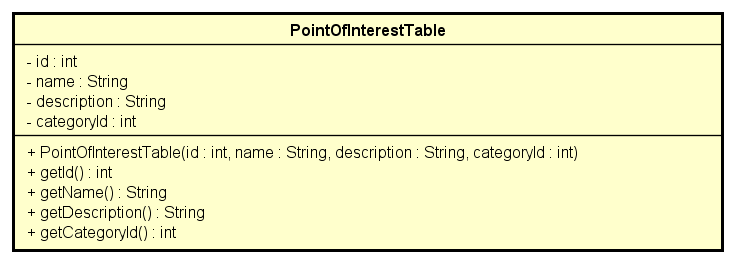 PointOfInterestTable
- id : int
- name : String
- description : String
- categoryId : int
+ PointOfInterestTable(id : int, name : String, description : String, categoryId : int)
+ getId() : int
+ getName() : String
+ getDescription() : String
+ getCategoryId() : int